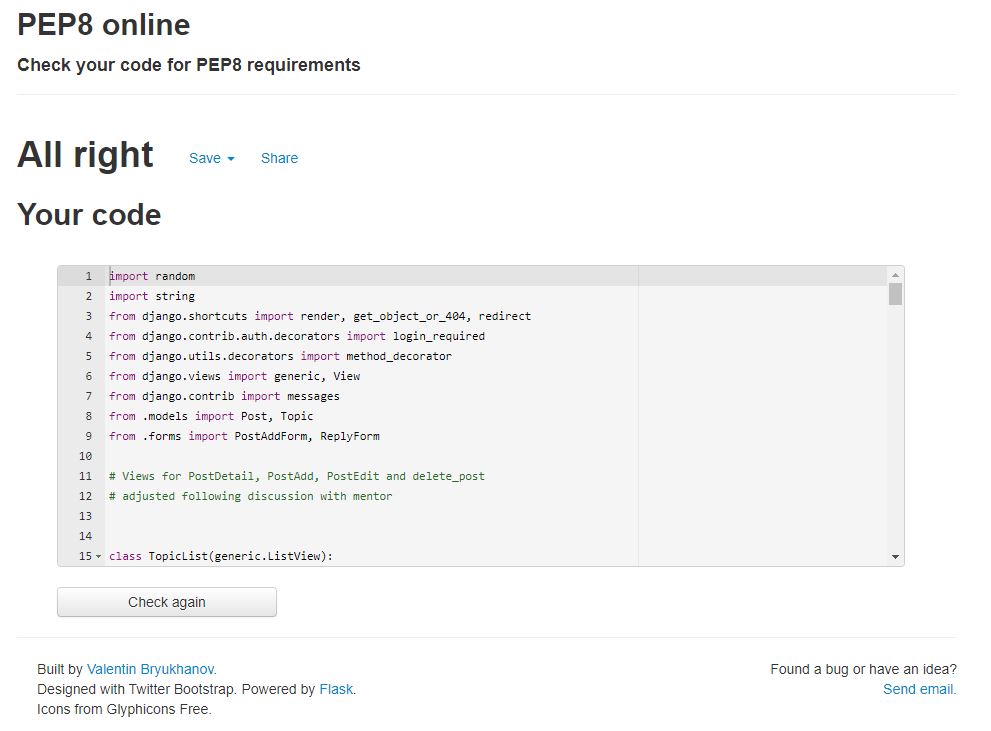 PEP8 online
Check your code for PEP8 requirements
All right Save Share
Your code
1 import random
2 import string
3 from django.shortcuts import render, get_object_or_404, redirect
4 from django.contrib.auth.decorators import login_required
5 from django.utils.decorators import method_decorator
6 from django.views import generic, View
7 from django.contrib import messages
8 from .models import Post, Topic
9 from .forms import PostAddForm, ReplyForm
10
11 # Views for PostDetail, PostAdd, PostEdit and delete_post
12 # adjusted following discussion with mentor
13
14
15 class TopicList(generic.ListView):
Check again
Built by Valentin Bryukhanov.
Designed with Twitter Bootstrap. Powered by Flask.
Icons from Glyphicons Free.
Found a bug or have an idea?
Send email.